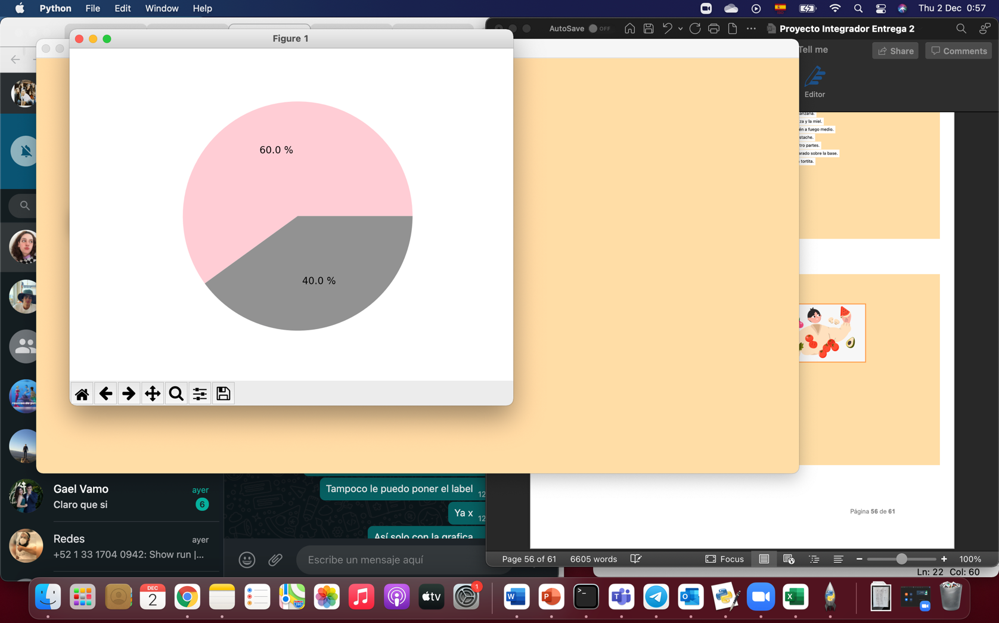 Python File Edit Window Help
Thu 2 Dec 0:57
AutoSave OFF
Proyecto Integrador Entrega 2
Figure 1
Tell me
Share
Comments
Editor
60.0 %
40.0 %
za y la miel.
én a fuego medio.
stache.
tro partes.
arado sobre la base.
tortita.
Gael Vamo
ayer
Claro que si
6
Redes
ayer
+52 1 33 1704 0942: Show run |...
Tampoco le puedo poner el label
12
Ya x
12
Así solo con la grafica
Escribe un mensaje aquí
Página 56 de 61
Page 56 of 61
6605 words
Focus
100%
Ln: 22 Col: 60
DEC
2
280
tv
1